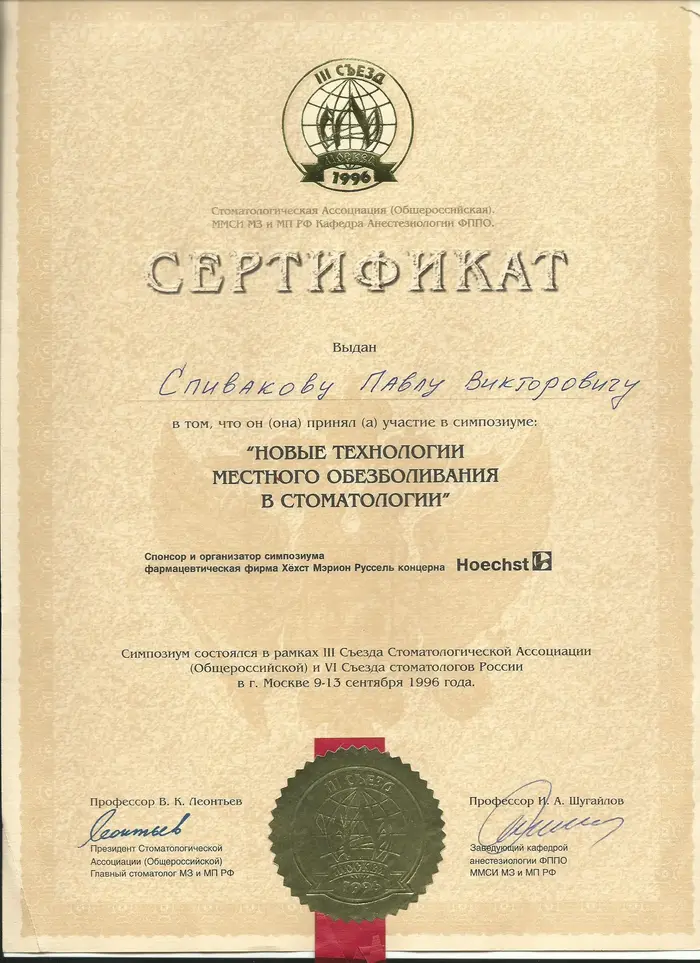 III СЪЕЗД
МОСКВА
1996
Стоматологическая Ассоциация (Общероссийская).
ММСИ МЗ и МП РФ Кафедра Анестезнологии ФППО.
СЕРТИФИКАТ
Выдан
Спивакову Павлу Викторовичу
в том, что он (она) принял (а) участие в симпозиуме:
“НОВЫЕ ТЕХНОЛОГИИ
МЕСТНОГО ОБЕЗБОЛИВАНИЯ
В СТОМАТОЛОГИИ”
Спонсор и организатор симпозиума
фармацевтическая фирма Хёхст Мэрион Руссель концерна Hoechst
Симпозиум состоялся в рамках III Съезда Стоматологической Ассоциации
(Общероссийской) и VI Съезда стоматологов России
в г. Москве 9-13 сентября 1996 года.
Профессор В. К. Леонтьев
Леонтьев
Президент Стоматологической
Ассоциации (Общероссийской)
Главный стоматолог МЗ и МП РФ
III СЪЕЗД
МОСКВА
1996
Профессор И. А. Шугайлов
Заведующий кафедрой
анестезиологии ФППО
ММСИ МЗ и МП РФ